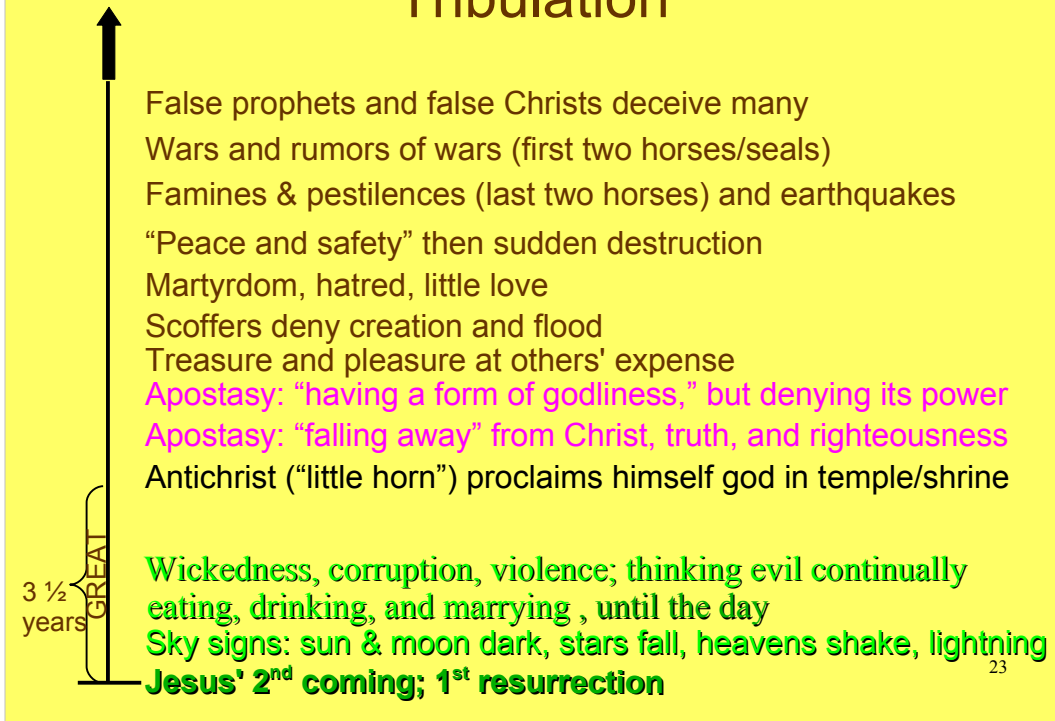 Tribulation
False prophets and false Christs deceive many
Wars and rumors of wars (first two horses/seals)
Famines & pestilences (last two horses) and earthquakes
“Peace and safety” then sudden destruction
Martyrdom, hatred, little love
Scoffers deny creation and flood
Treasure and pleasure at others' expense
Apostasy: “having a form of godliness,” but denying its power
Apostasy: “falling away” from Christ, truth, and righteousness
Antichrist (“little horn”) proclaims himself god in temple/shrine
GREAT
3 ½
years
Wickedness, corruption, violence; thinking evil continually
eating, drinking, and marrying , until the day
Sky signs: sun & moon dark, stars fall, heavens shake, lightning
Jesus' 2nd coming; 1st resurrection
23